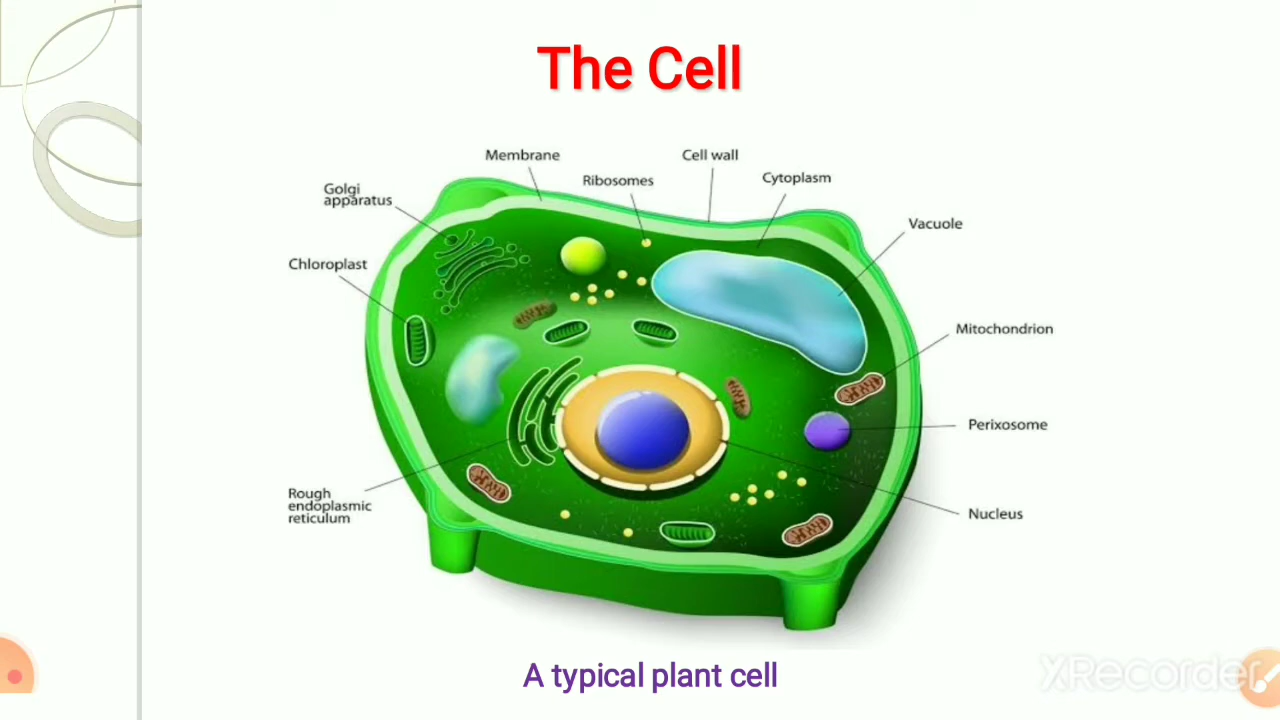 The Cell
Membrane
Cell wall
Ribosomes
Cytoplasm
Golgi
apparatus
Vacuole
Chloroplast
Mitochondrion
Perixosome
Rough
endoplasmic
reticulum
Nucleus
A typical plant cell
XRecorder